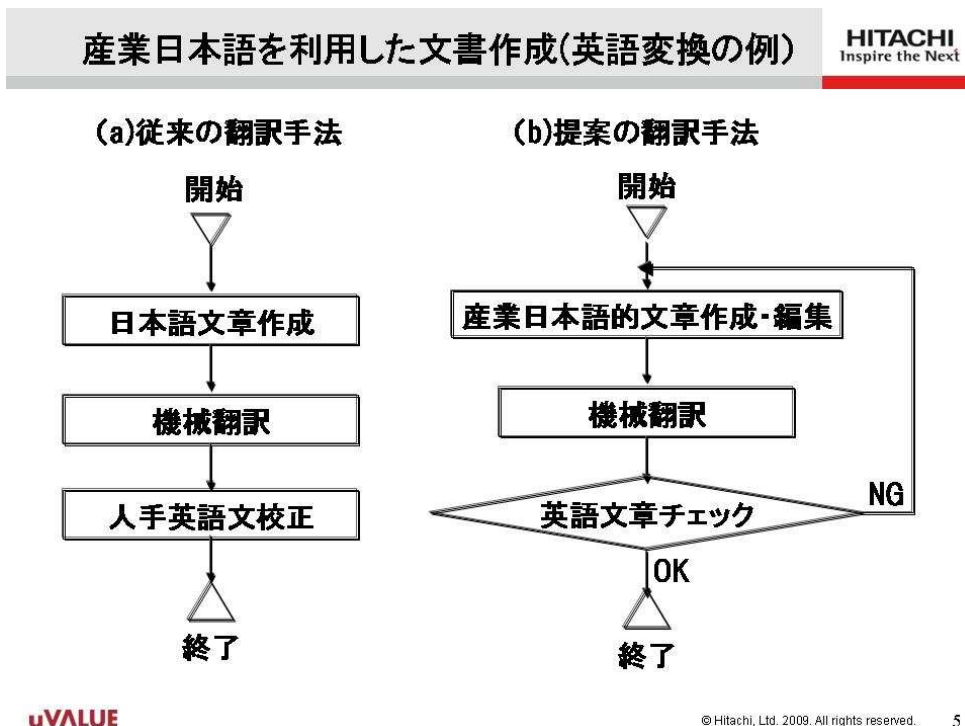 産業日本語を利用した文書作成(英語変換の例)
HITACHI
Inspire the Next
(a)従来の翻訳手法
開始
日本語文章作成
機械翻訳
人手英語文校正
終了
(b)提案の翻訳手法
開始
産業日本語的文章作成・編集
機械翻訳
英語文章チェック
NG
OK
終了
uVALUE
© Hitachi, Ltd. 2009. All rights reserved.
5